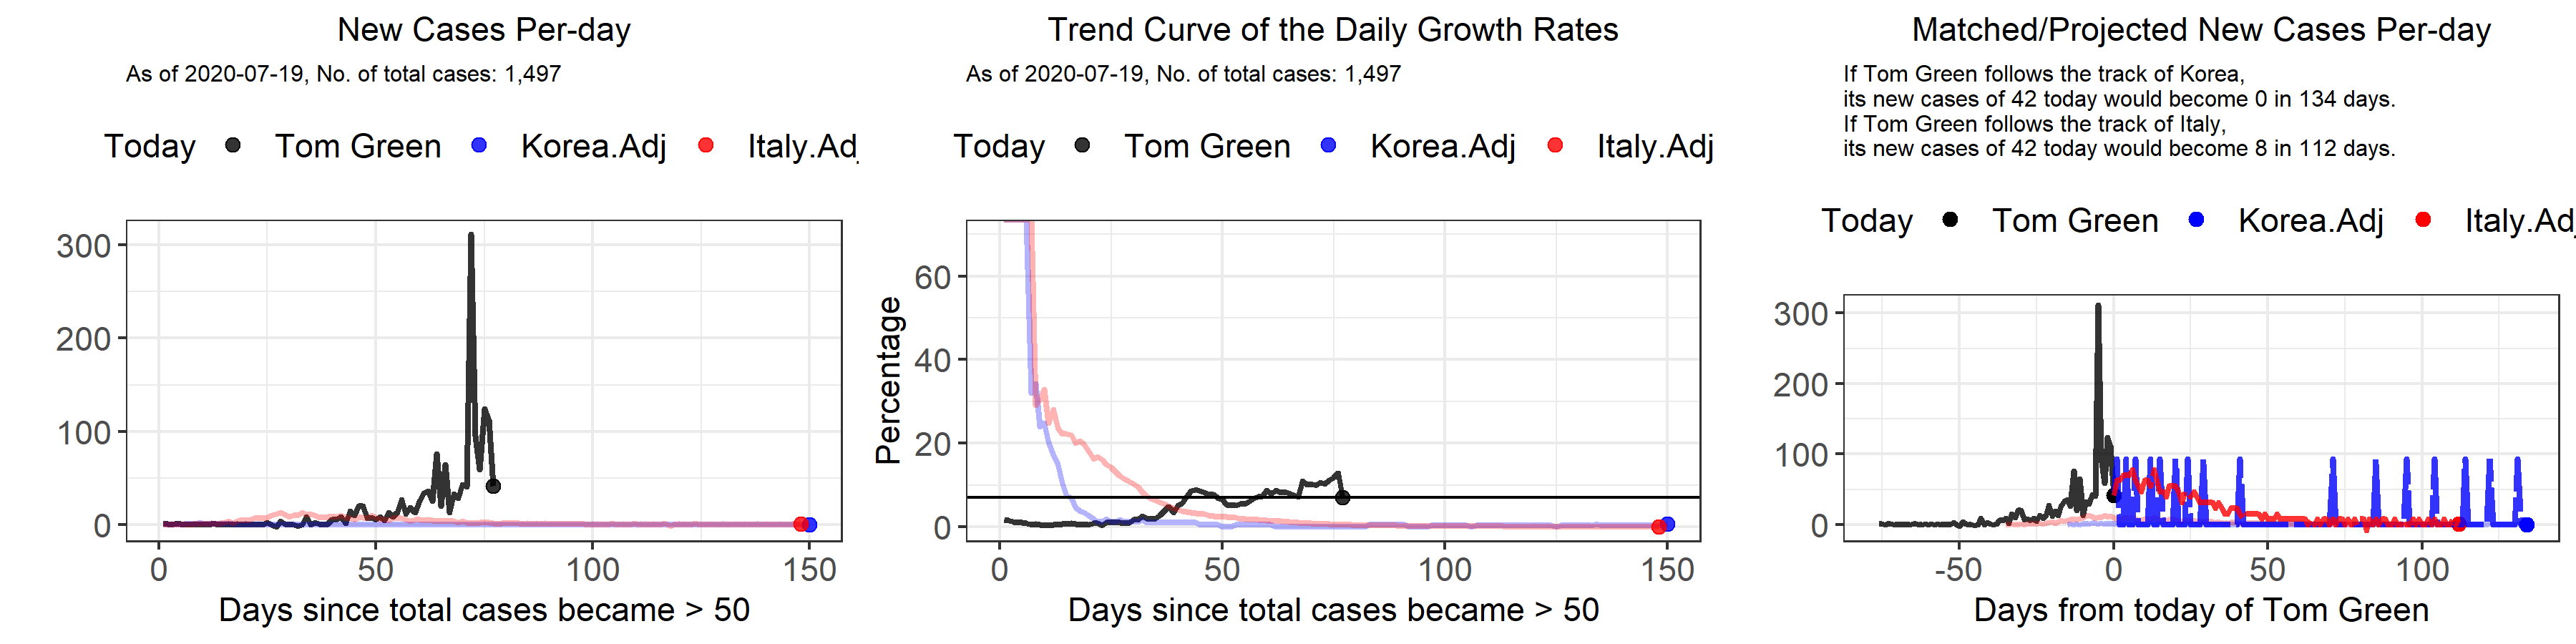 New Cases Per-day
As of 2020-07-19, No. of total cases: 1,497
Today Tom Green Korea.Adj Italy.Ad
300
200
100
0
0 50 100 150
Days since total cases became > 50
Trend Curve of the Daily Growth Rates
As of 2020-07-19, No. of total cases: 1,497
Today Tom Green Korea.Adj Italy.Adj
Percentage
60
40
20
0
0 50 100 150
Days since total cases became > 50
Matched/Projected New Cases Per-day
If Tom Green follows the track of Korea,
its new cases of 42 today would become 0 in 134 days.
If Tom Green follows the track of Italy,
its new cases of 42 today would become 8 in 112 days.
Today Tom Green Korea.Adj Italy.Adj
300
200
100
0
-50 0 50 100
Days from today of Tom Green